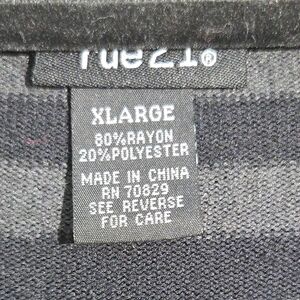 rue21®
XLARGE
80%RAYON
20%POLYESTER
MADE IN CHINA
RN 70829
SEE REVERSE
FOR CARE